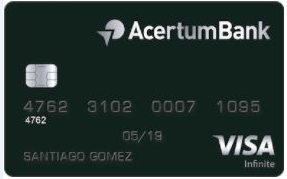 AcertumBank
4762 3102 0007 1095
4762
05/19
SANTIAGO GOMEZ
VISA
Infinite